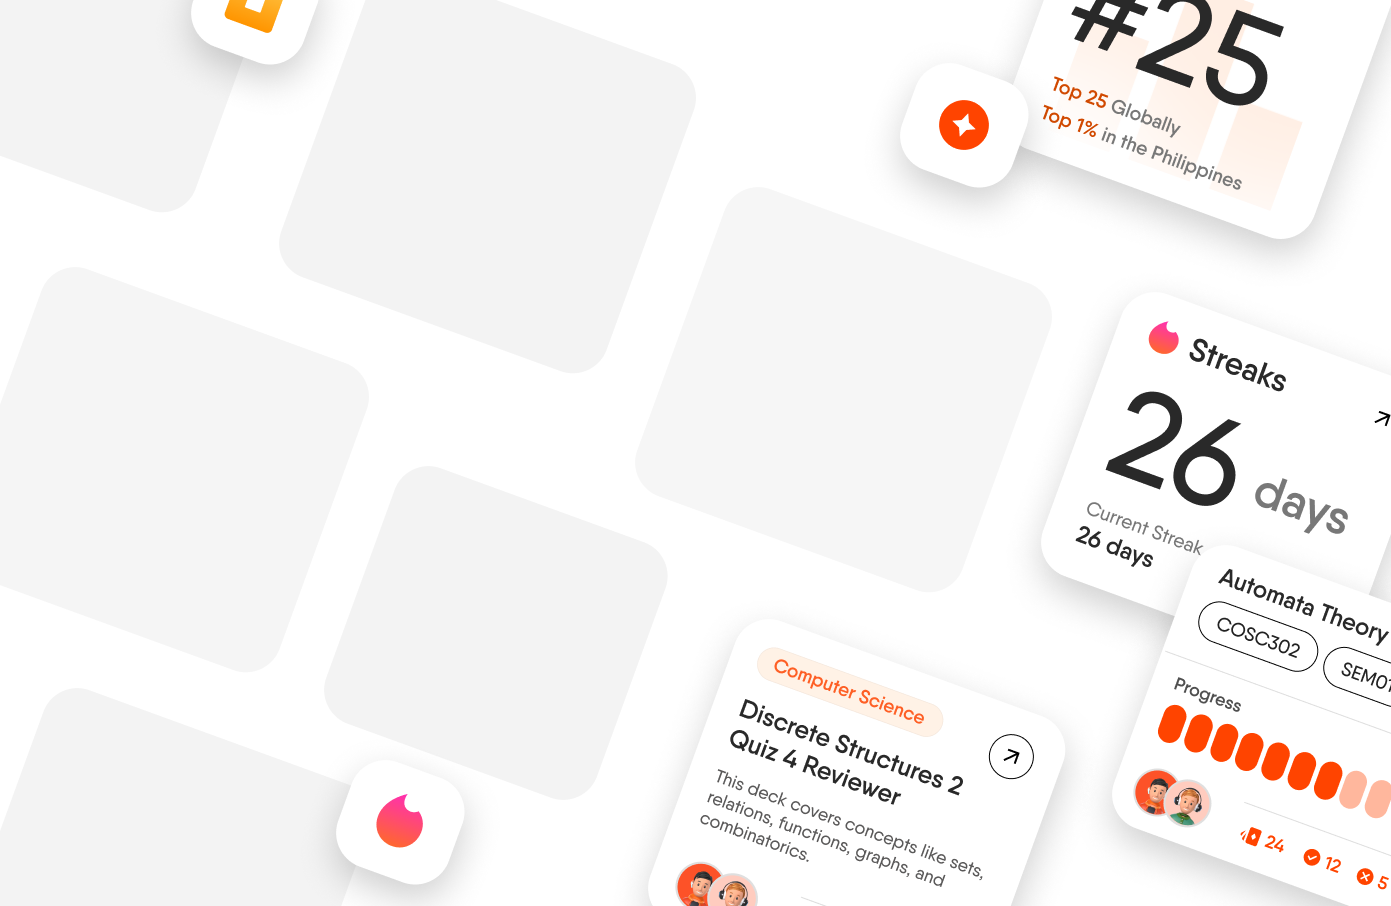 #25
Top 25 Globally
Top 1% in the Philippines
Streaks
26 days
Current Streak
26 days
Automata Theory
COSC302
SEM01
Progress
24
12
5
Computer Science
Discrete Structures 2
Quiz 4 Reviewer
This deck covers concepts like sets,
relations, functions, graphs, and
combinatorics.